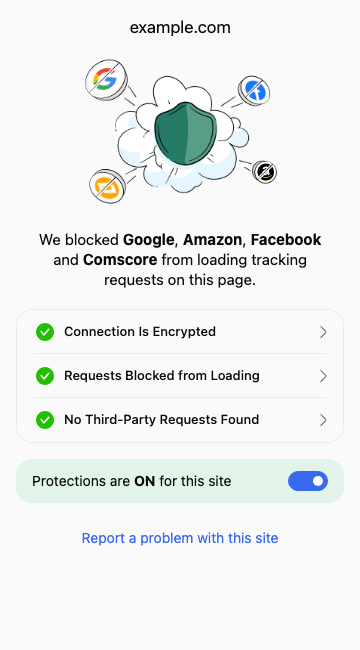 example.com
We blocked Google, Amazon, Facebook
and Comscore from loading tracking
requests on this page.
Connection Is Encrypted
Requests Blocked from Loading
No Third-Party Requests Found
Protections are ON for this site
Report a problem with this site